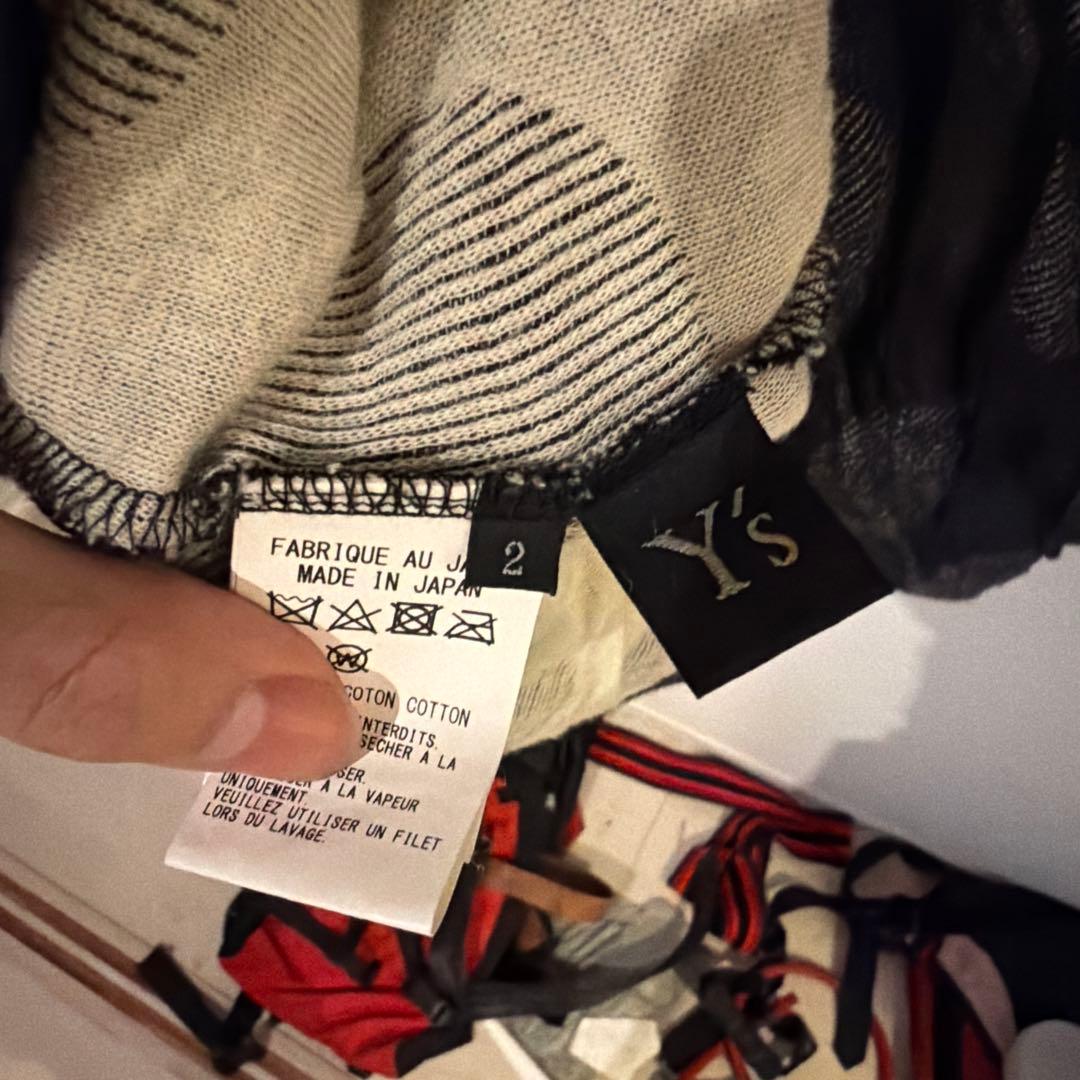 FABRIQUE AU JA
MADE IN JAPAN
2
Y's
W
COTON COTTON
INTERDITS.
SECHER À LA
SER.
À LA VAPEUR
UNIQUEMENT.
VEUILLEZ UTILISER UN FILET
LORS DU LAVAGE.